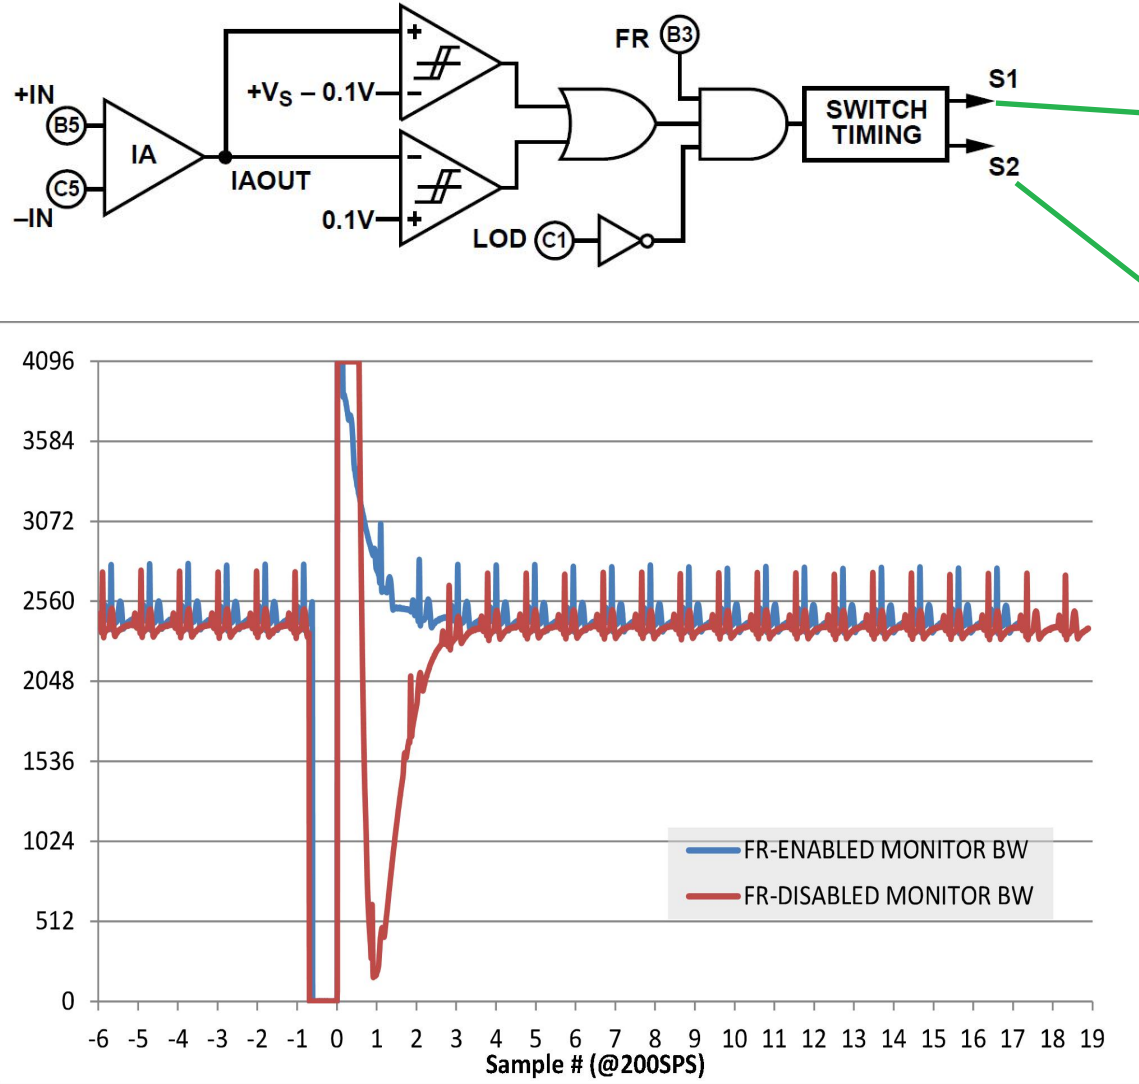 FR
B3
+
+VS – 0.1V
–
+IN
B5
IA
C5
–IN
IAOUT
–
0.1V
+
LOD
C1
SWITCH
TIMING
S1
S2
4096
3584
3072
2560
2048
1536
1024
512
0
FR-ENABLED MONITOR BW
FR-DISABLED MONITOR BW
-6 -5 -4 -3 -2 -1 0 1 2 3 4 5 6 7 8 9 10 11 12 13 14 15 16 17 18 19
Sample # (@200SPS)